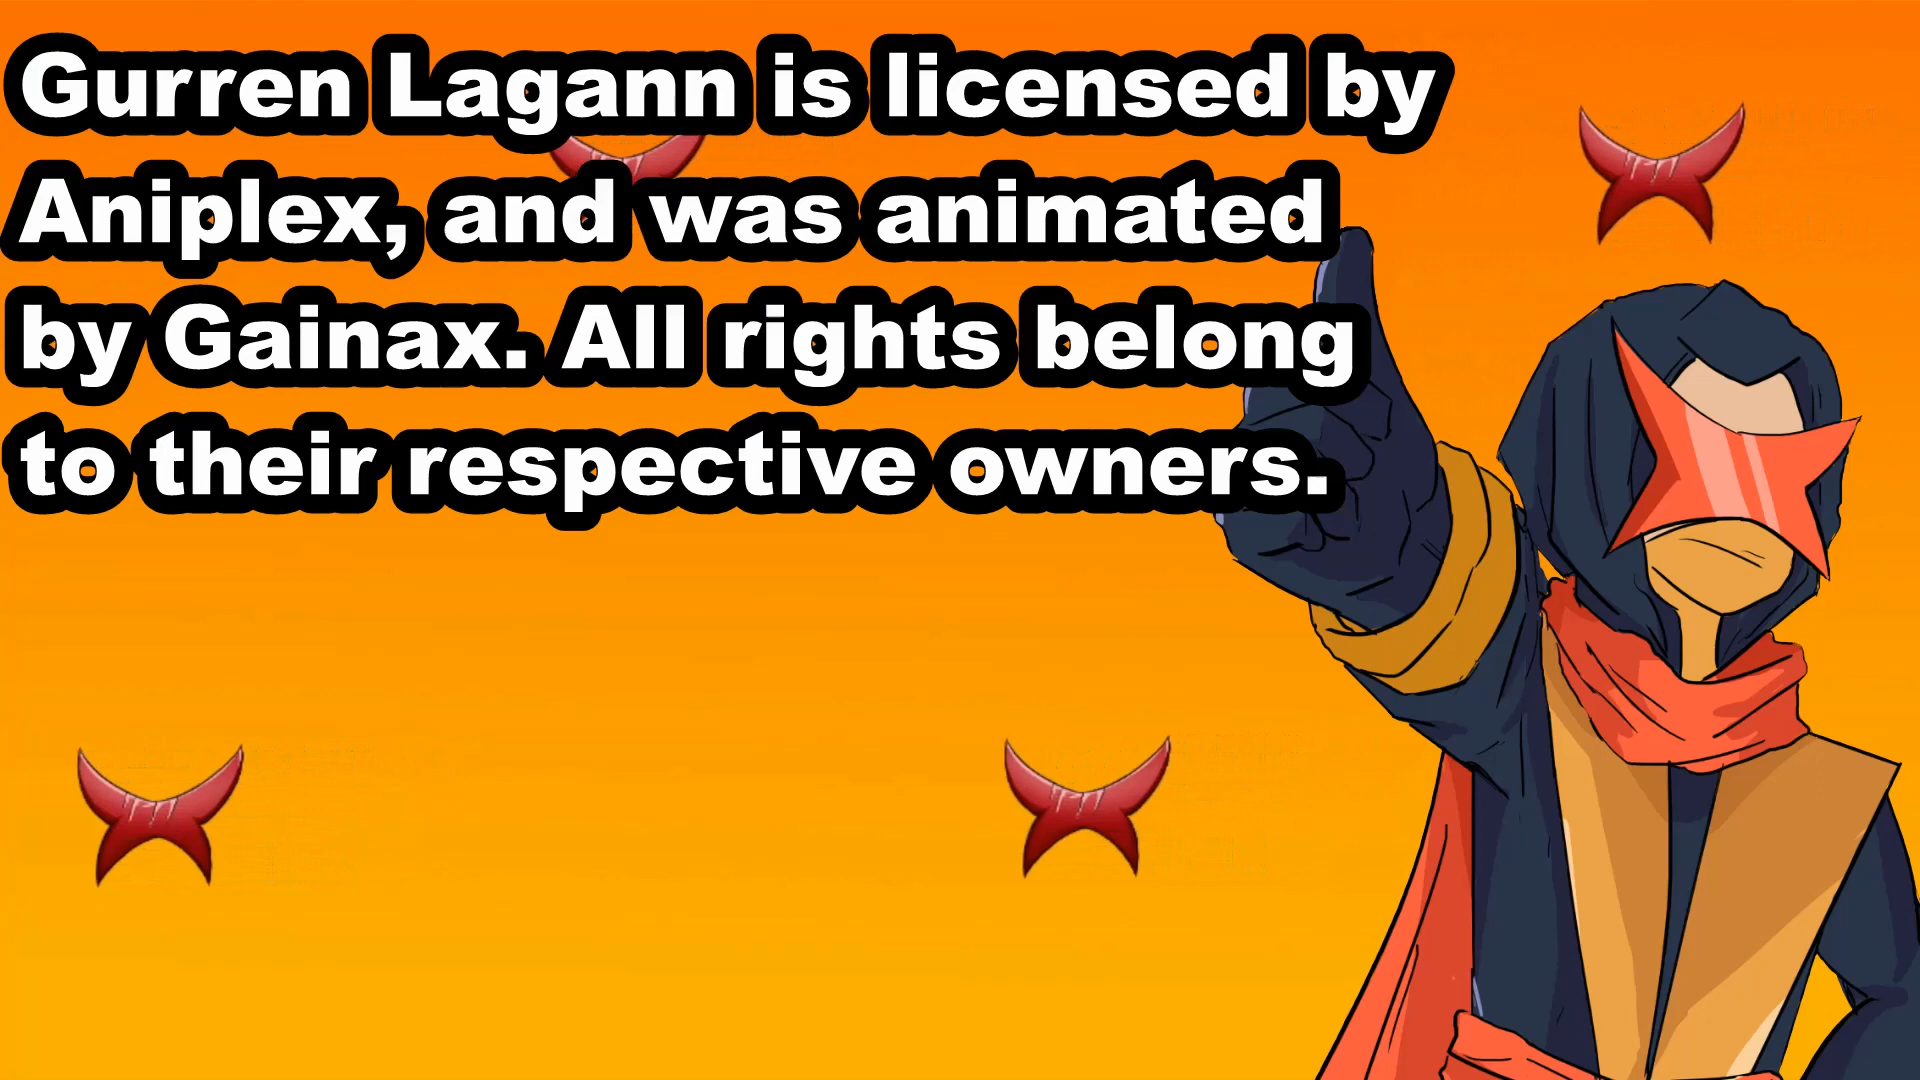 Gurren Lagann is licensed by
Aniplex, and was animated
by Gainax. All rights belong
to their respective owners.